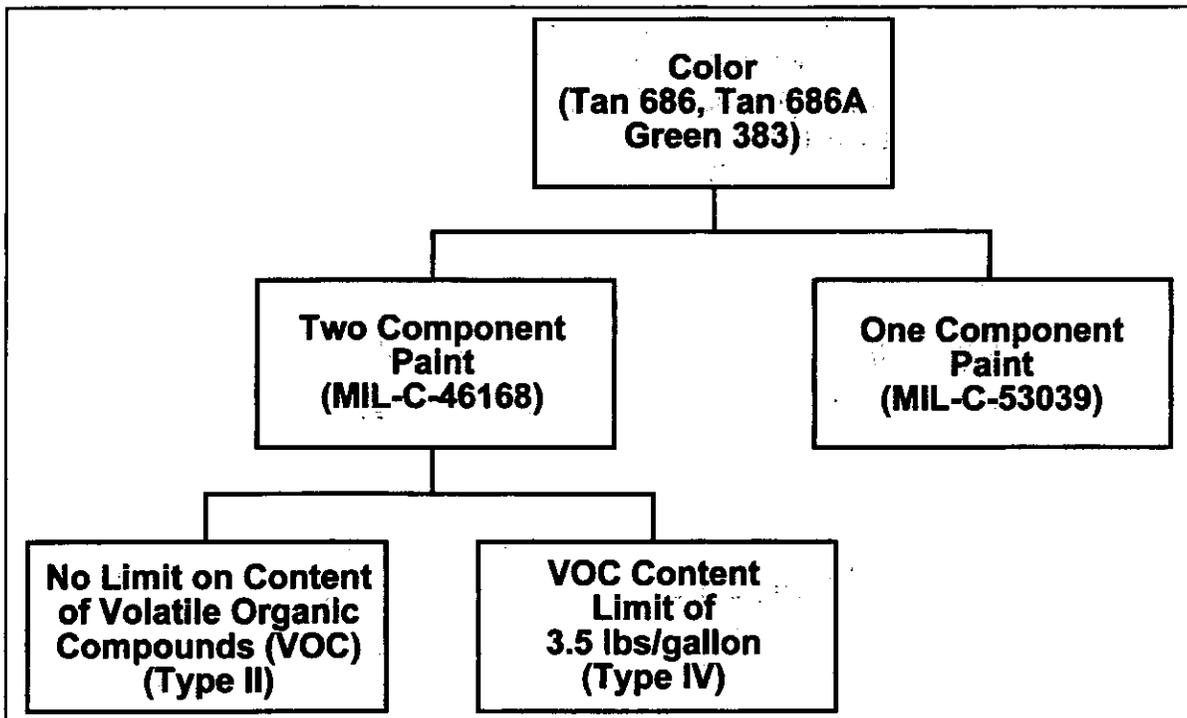 Color
(Tan 686, Tan 686A
Green 383)
Two Component
Paint
(MIL-C-46168)
One Component
Paint
(MIL-C-53039)
No Limit on Content
of Volatile Organic
Compounds (VOC)
(Type II)
VOC Content
Limit of
3.5 lbs/gallon
(Type IV)